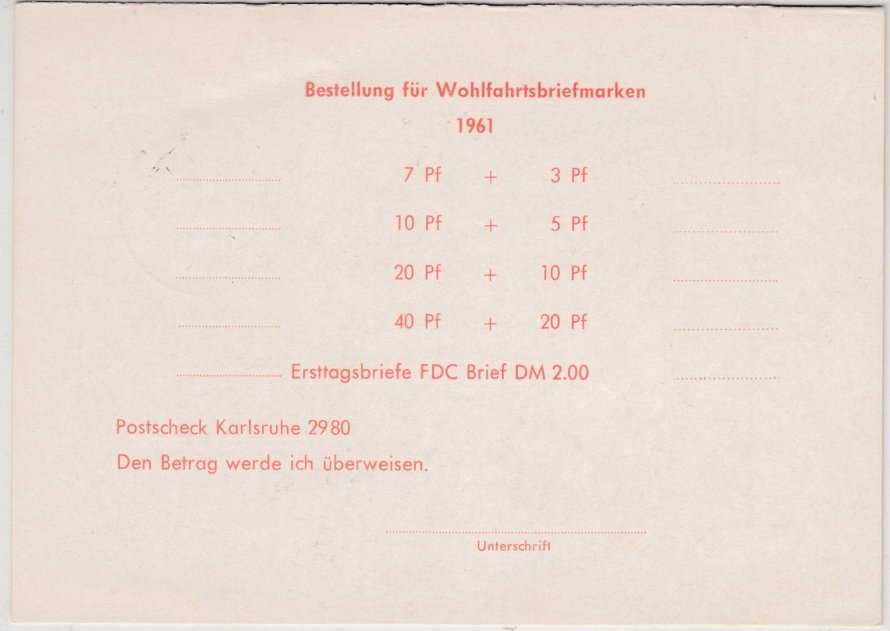 Bestellung für Wohlfahrtsbriefmarken
1961
7 Pf + 3 Pf
10 Pf + 5 Pf
20 Pf + 10 Pf
40 Pf + 20 Pf
Ersttagsbriefe FDC Brief DM 2.00
Postscheck Karlsruhe 2980
Den Betrag werde ich überweisen.
Unterschrift